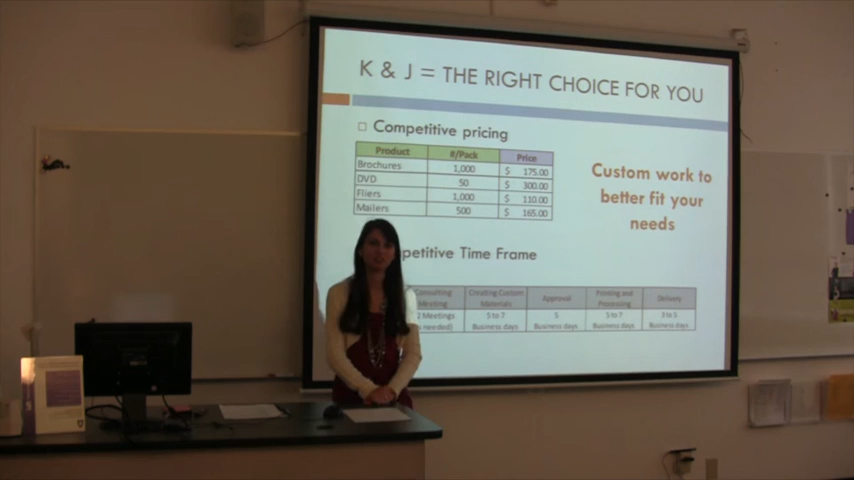 K & J = THE RIGHT CHOICE FOR YOU
Competitive pricing
Product #/Pack Price
Brochures 1,000 $ 175.00
DVD 50 $ 300.00
Fliers 1,000 $ 110.00
Mailers 500 $ 165.00
Custom work to
better fit your
needs
petitive Time Frame
Consulting Creating Custom Approval Printing and Delivery
Meeting Materials Processing
2 Meetings 5 to 7 5 5 to 7 3 to 5
needed) Business days Business days Business days Business days